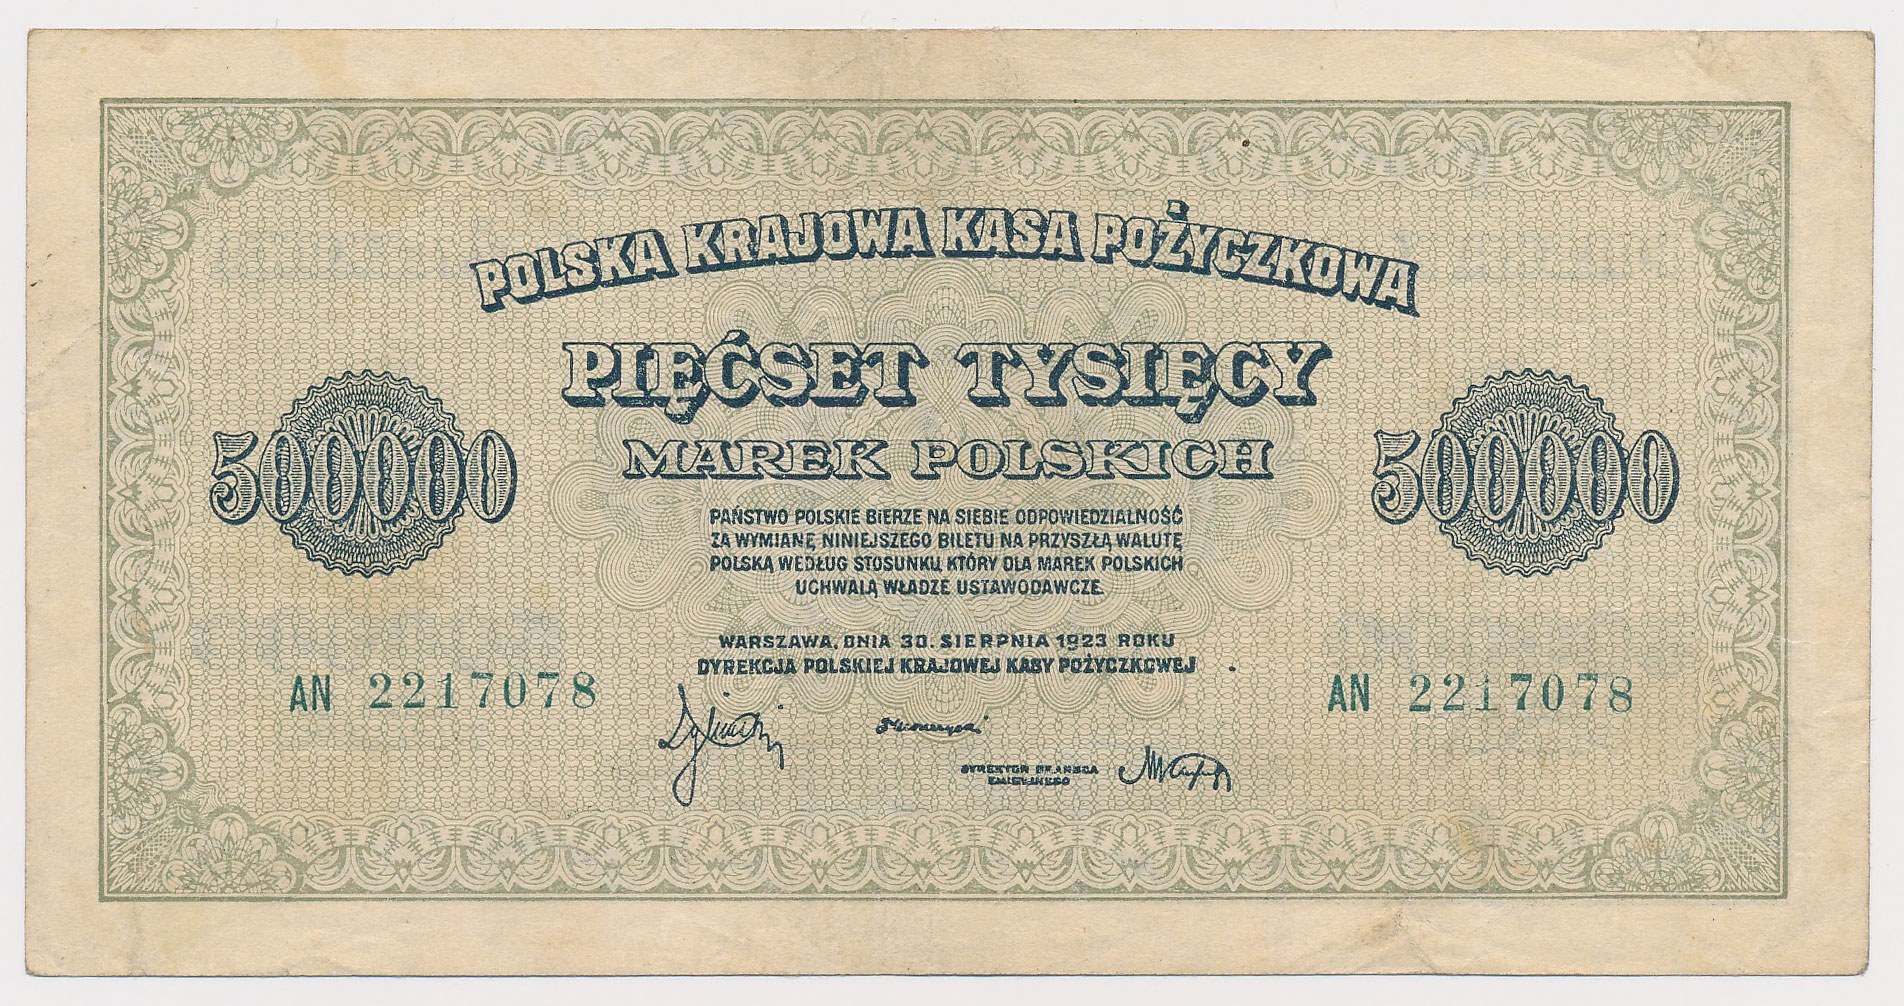 POLSKA KRAJOWA KASA POŻYCZKOWA
PIĘĆSET TYSIĘCY
MAREK POLSKICH
500000
500000
PAŃSTWO POLSKIE BIERZE NA SIEBIE ODPOWIEDZIALNOŚĆ
ZA WYMIANĘ NINIEJSZEGO BILETU NA PRZYSZŁĄ WALUTĘ
POLSKĄ WEDŁUG STOSUNKU, KTÓRY DLA MAREK POLSKICH
UCHWALĄ WŁADZE USTAWODAWCZE.
WARSZAWA, DNIA 30. SIERPNIA 1923 ROKU
DYREKCJA POLSKIEJ KRAJOWEJ KASY POŻYCZKOWEJ
AN 2217078
AN 2217078
DYREKTOR
EMISYJNEGO